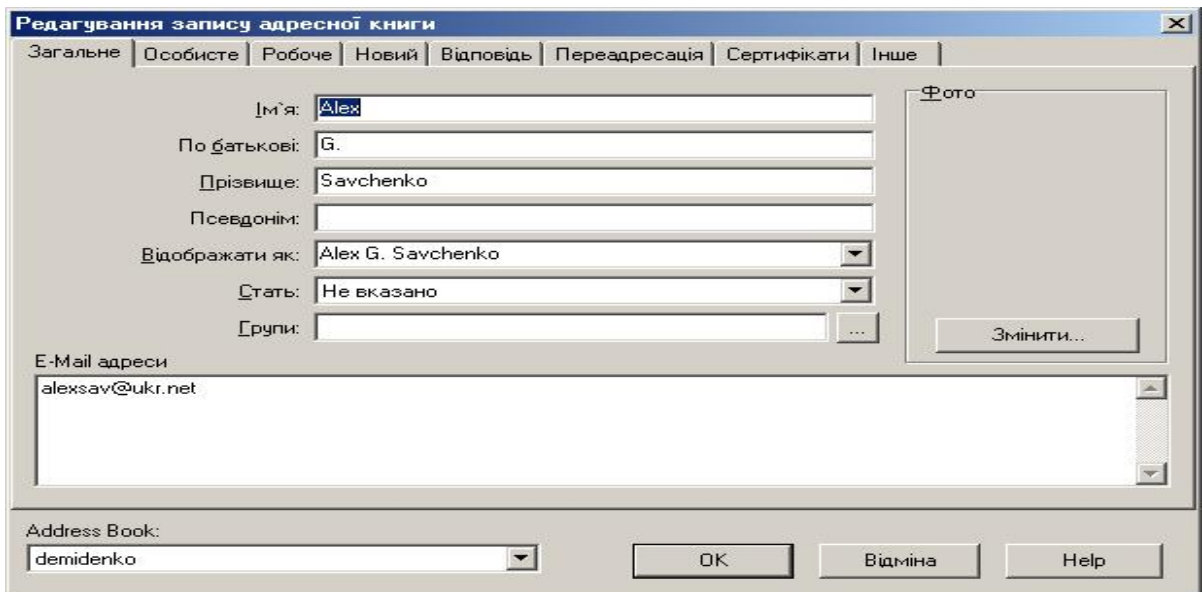 Редагування запису адресної книги
Загальне Особисте Робоче Новий Відповідь Переадресація Сертифікати Інше
Фото
Ім`я: Alex
По батькові: G.
Прізвище: Savchenko
Псевдонім:
Відображати як: Alex G. Savchenko
Стать: Не вказано
Групи: ...
Змінити...
E-Mail адреси
alexsav@ukr.net
Address Book:
demidenko OK Відміна Help